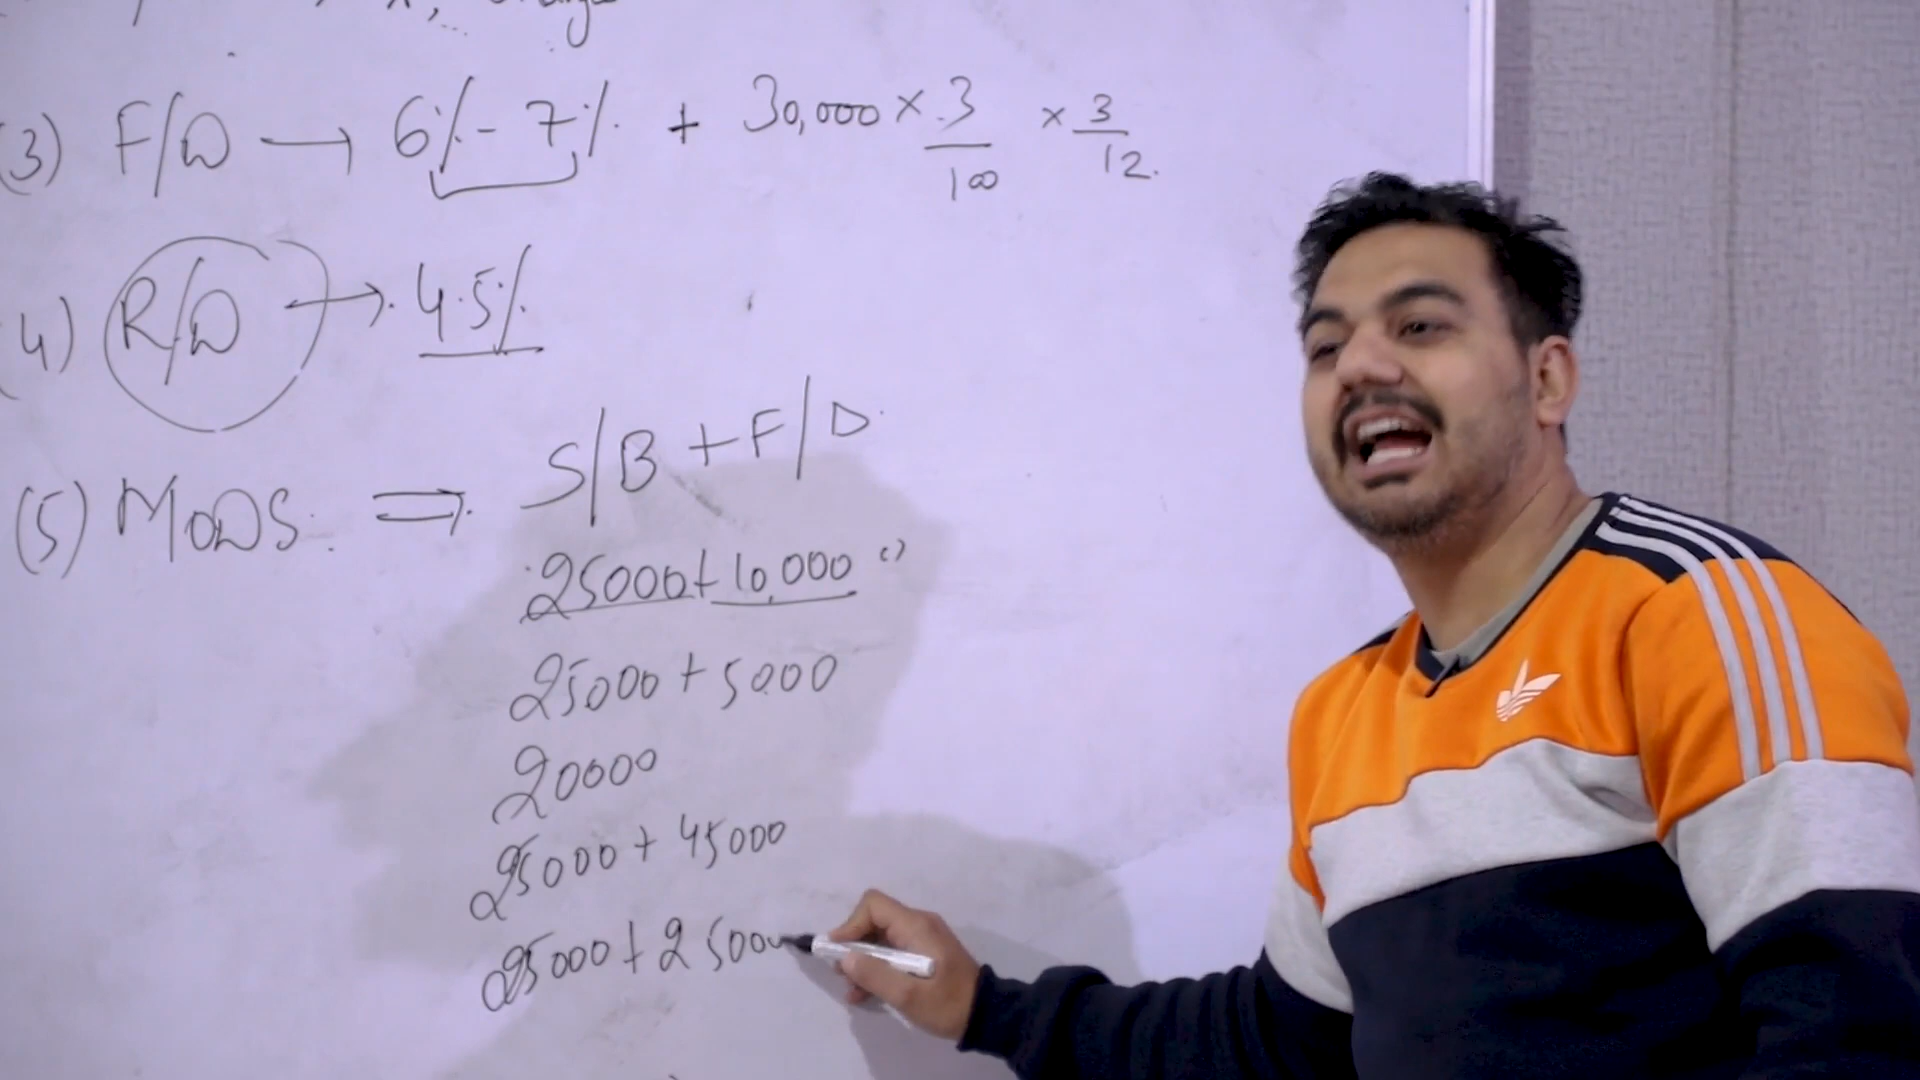 (3) F/D → 6% - 7% + 30,000 × 3/100 × 3/12
(4) R/D → 4.5%
(5) MODS ⇒ S/B + F/D
25000 + 10,000
25000 + 5000
20000
25000 + 45000
25000 + 25000